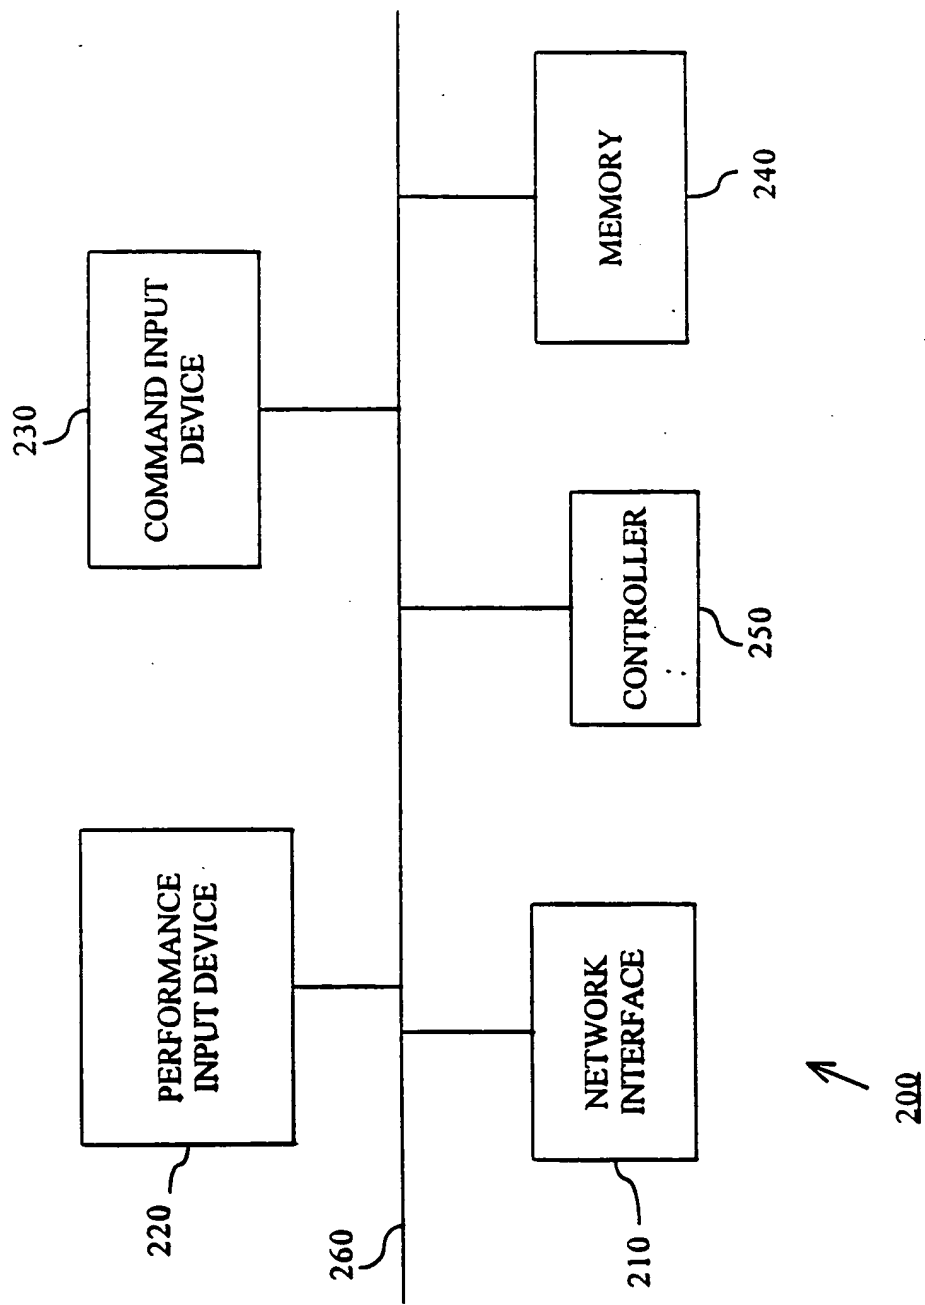 220
PERFORMANCE
INPUT DEVICE
230
COMMAND INPUT
DEVICE
260
210
NETWORK
INTERFACE
CONTROLLER
250
MEMORY
240
200